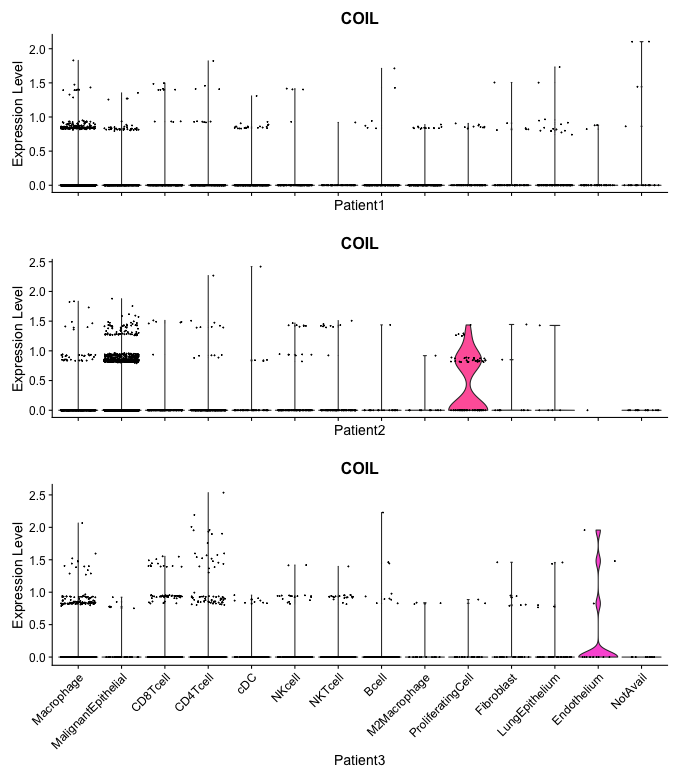 COIL
Expression Level
2.0
1.5
1.0
0.5
0.0
Patient1
COIL
Expression Level
2.5
2.0
1.5
1.0
0.5
0.0
Patient2
COIL
Expression Level
2.5
2.0
1.5
1.0
0.5
0.0
Macrophage
MalignantEpithelial
CD8Tcell
CD4Tcell
cDC
NKcell
NKTcell
Bcell
M2Macrophage
ProliferatingCell
Fibroblast
LungEpithelium
Endothelium
NotAvail
Patient3